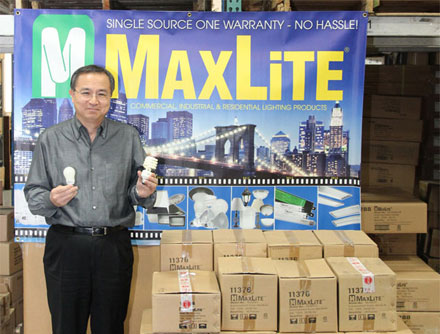 SINGLE SOURCE ONE WARRANTY - NO HASSLE!
MAXLITE®
COMMERCIAL, INDUSTRIAL & RESIDENTIAL LIGHTING PRODUCTS
11376
MAXLITE
11376
MAXLITE
11376
MAXLITE
11376
MAXLITE